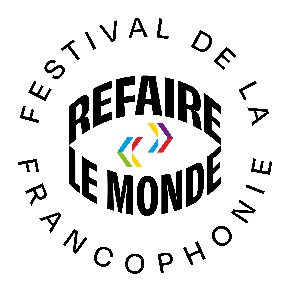 FESTIVAL DE LA
REFAIRE
LE MONDE
FRANCOPHONIE